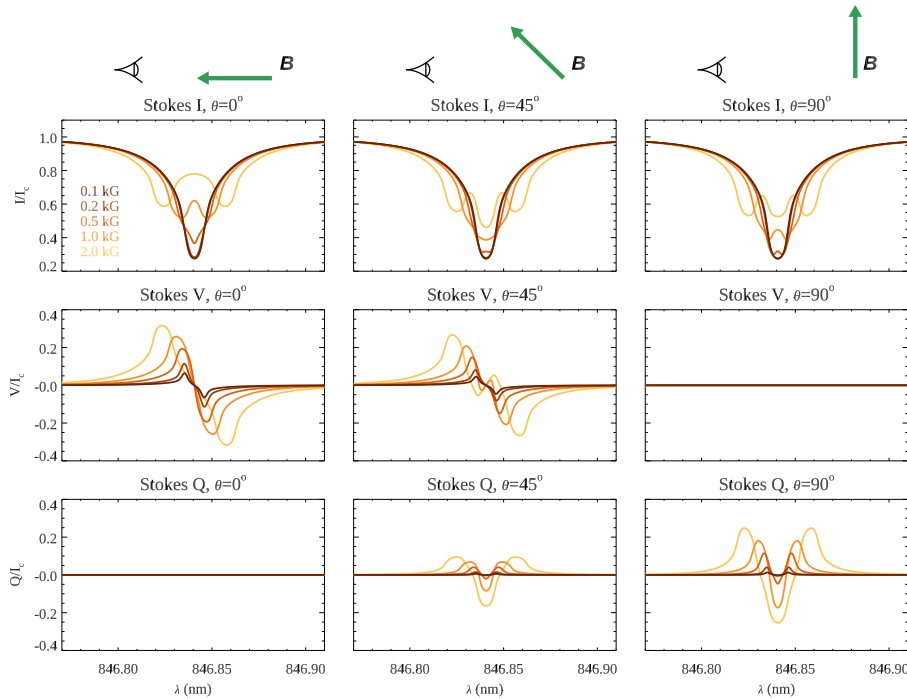 B B B
Stokes I, θ=0° Stokes I, θ=45° Stokes I, θ=90°
1.0
0.8
0.6
0.4
0.2
I/I_c
0.1 kG
0.2 kG
0.5 kG
1.0 kG
2.0 kG
Stokes V, θ=0° Stokes V, θ=45° Stokes V, θ=90°
0.4
0.2
-0.0
-0.2
-0.4
V/I_c
Stokes Q, θ=0° Stokes Q, θ=45° Stokes Q, θ=90°
0.4
0.2
-0.0
-0.2
-0.4
Q/I_c
846.80 846.85 846.90 846.80 846.85 846.90 846.80 846.85 846.90
λ (nm) λ (nm) λ (nm)